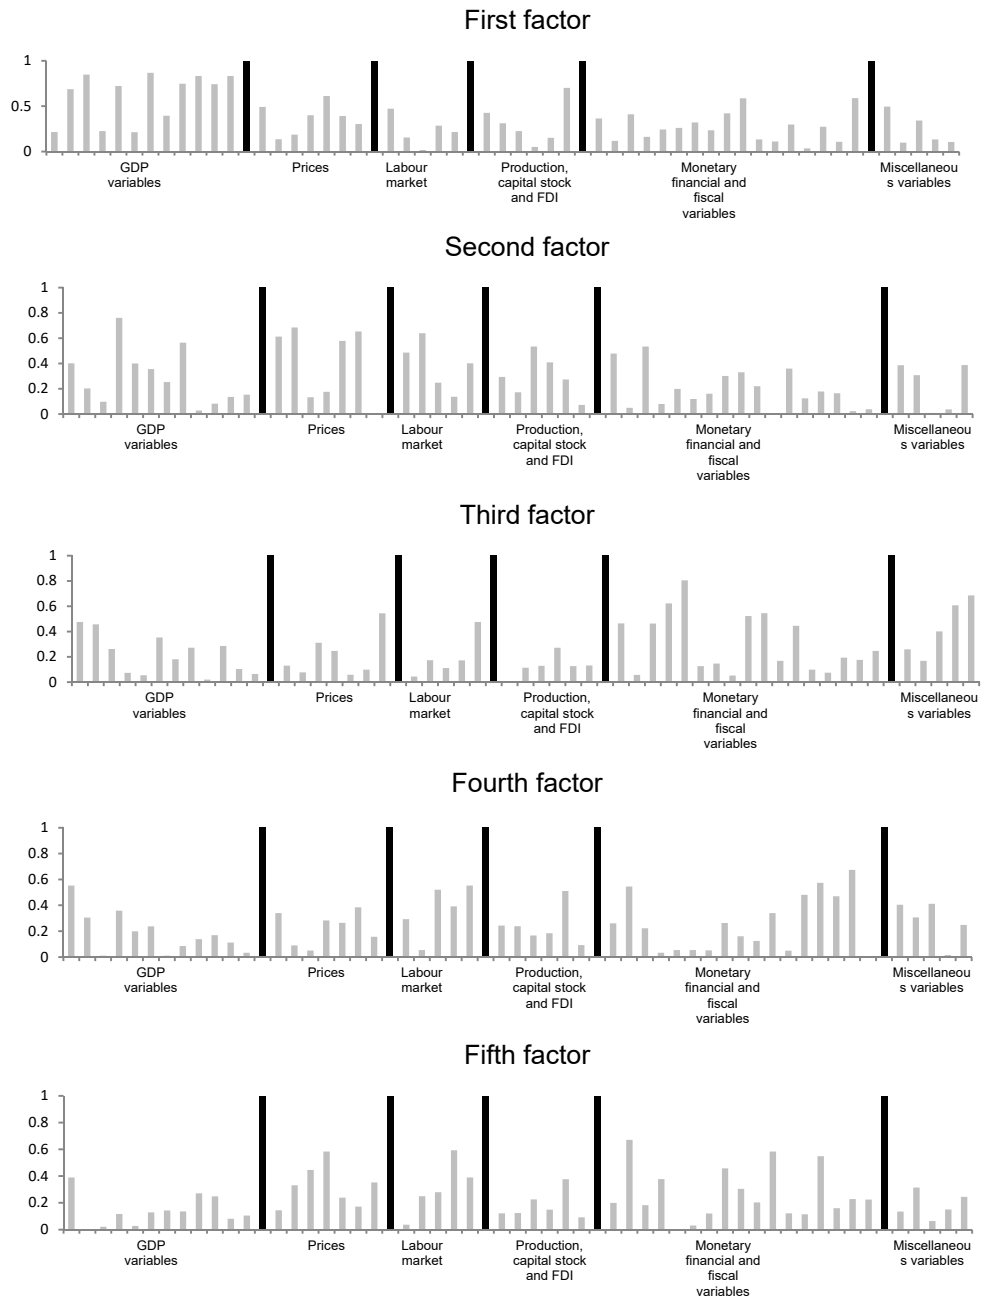 First factor
1
0.5
0
GDP
variables
Prices
Labour
market
Production,
capital stock
and FDI
Monetary
financial and
fiscal
variables
Miscellaneou
s variables
Second factor
1
0.8
0.6
0.4
0.2
0
GDP
variables
Prices
Labour
market
Production,
capital stock
and FDI
Monetary
financial and
fiscal
variables
Miscellaneou
s variables
Third factor
1
0.8
0.6
0.4
0.2
0
GDP
variables
Prices
Labour
market
Production,
capital stock
and FDI
Monetary
financial and
fiscal
variables
Miscellaneou
s variables
Fourth factor
1
0.8
0.6
0.4
0.2
0
GDP
variables
Prices
Labour
market
Production,
capital stock
and FDI
Monetary
financial and
fiscal
variables
Miscellaneou
s variables
Fifth factor
1
0.8
0.6
0.4
0.2
0
GDP
variables
Prices
Labour
market
Production,
capital stock
and FDI
Monetary
financial and
fiscal
variables
Miscellaneou
s variables